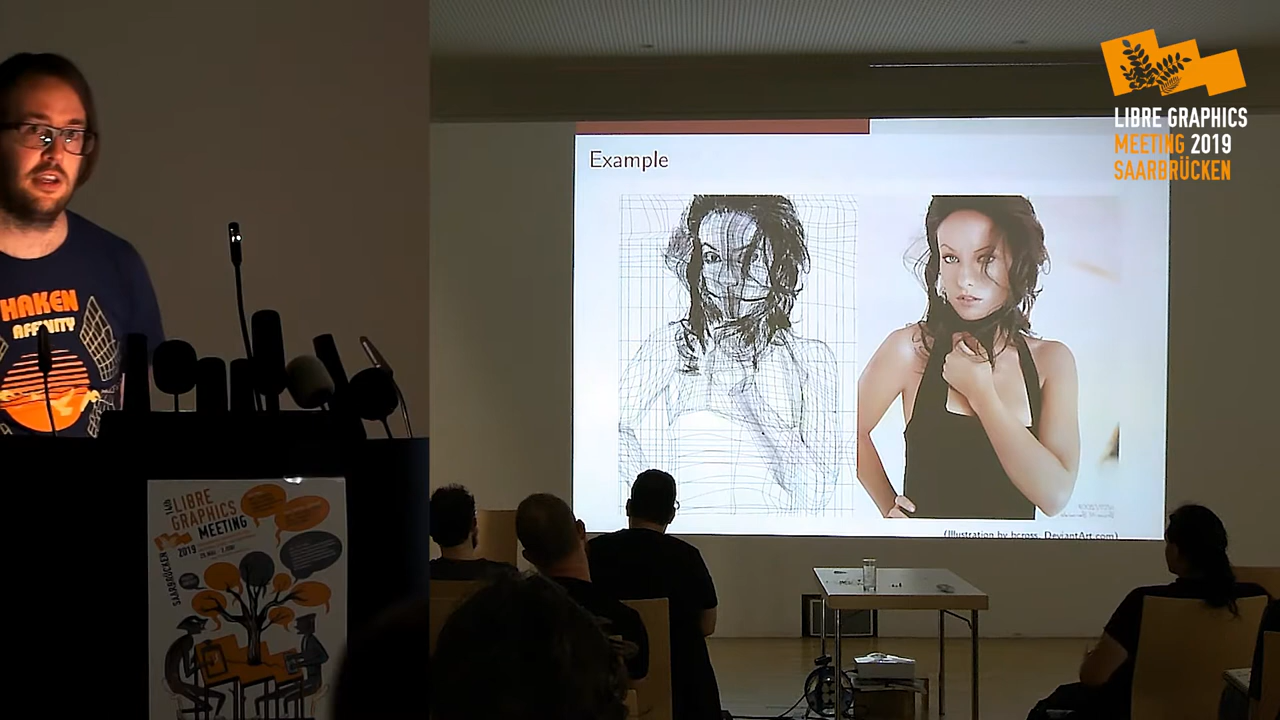 LIBRE GRAPHICS
MEETING 2019
SAARBRÜCKEN
Example
(Illustration by bcross, DeviantArt.com)
HAKEN
AFFINITY
LIBRE
GRAPHICS
MEETING
2019
SAARBRÜCKEN